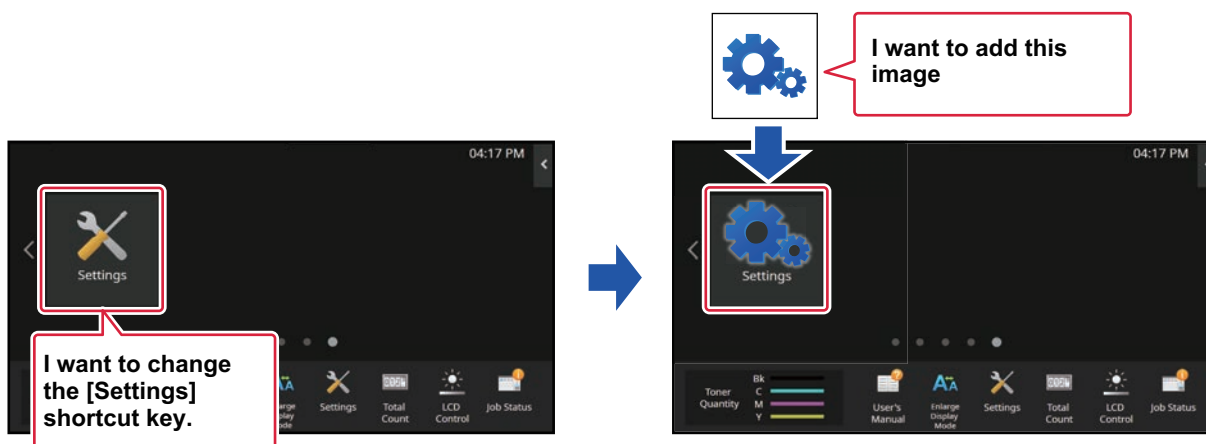 I want to add this
image
04:17 PM
Settings
I want to change
the [Settings]
shortcut key.
Settings
Total
Count
LCD
Control
Job Status
04:17 PM
Settings
Toner
Quantity
Bk
C
M
Y
User's
Manual
Enlarge
Display
Mode
Settings
Total
Count
LCD
Control
Job Status